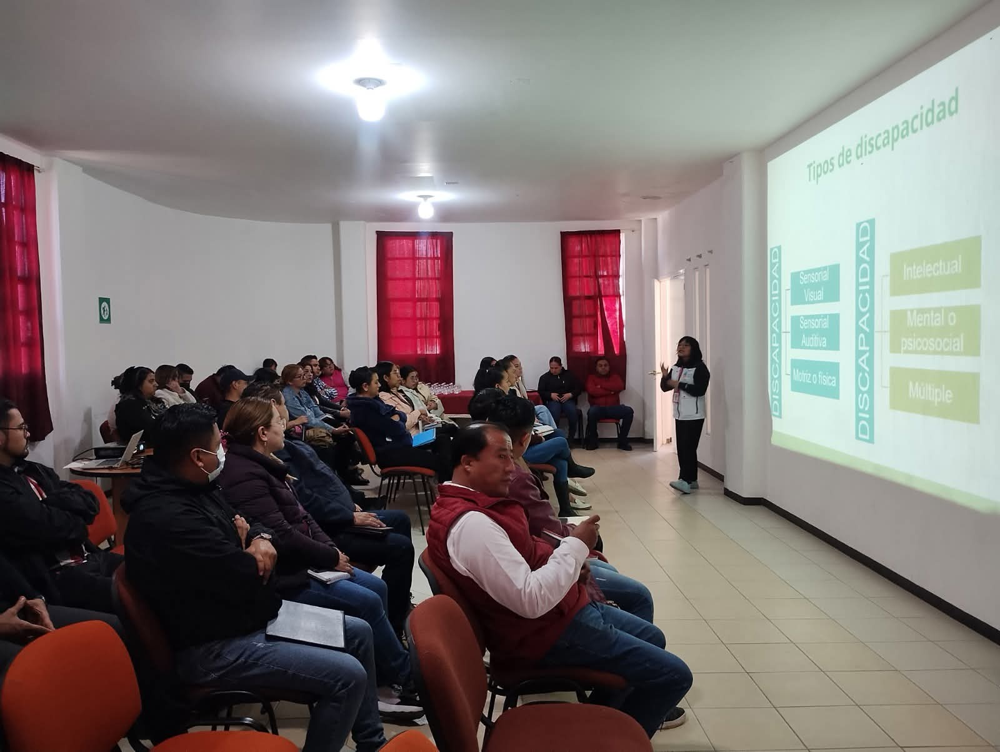 Tipos de discapacidad
DISCAPACIDAD
Sensorial
Visual
Sensorial
Auditiva
Motriz o física
DISCAPACIDAD
Intelectual
Mental o
psicosocial
Múltiple